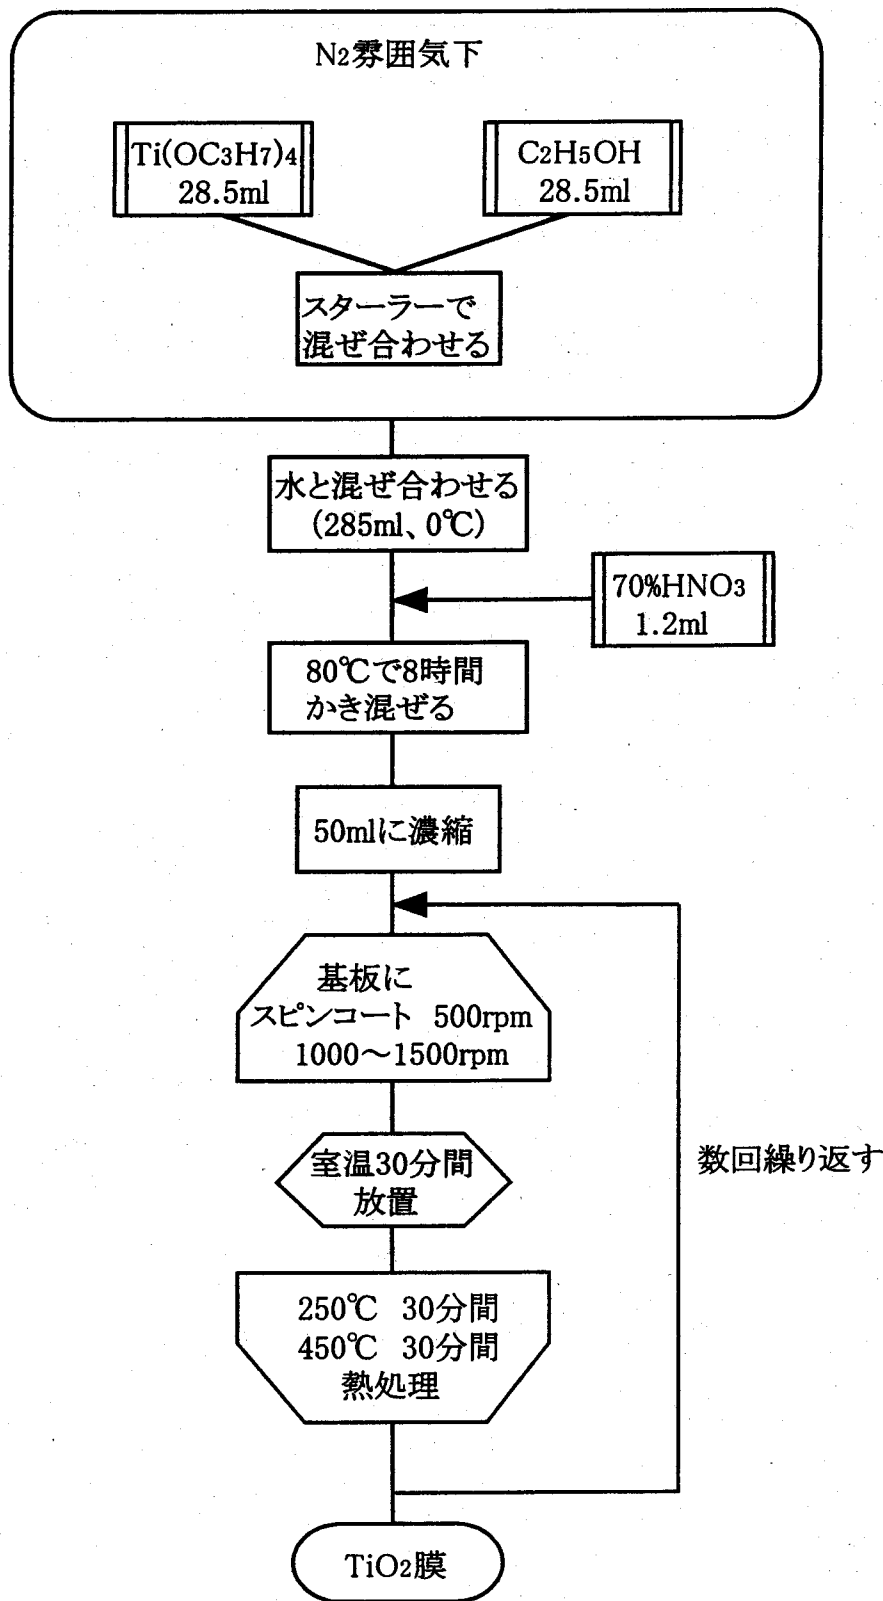 N2雰囲気下
Ti(OC3H7)4
28.5ml
C2H5OH
28.5ml
スターラーで
混ぜ合わせる
水と混ぜ合わせる
(285ml、0℃)
70%HNO3
1.2ml
80℃で8時間
かき混ぜる
50mlに濃縮
基板に
スピンコート 500rpm
1000～1500rpm
室温30分間
放置
数回繰り返す
250℃ 30分間
450℃ 30分間
熱処理
TiO2膜